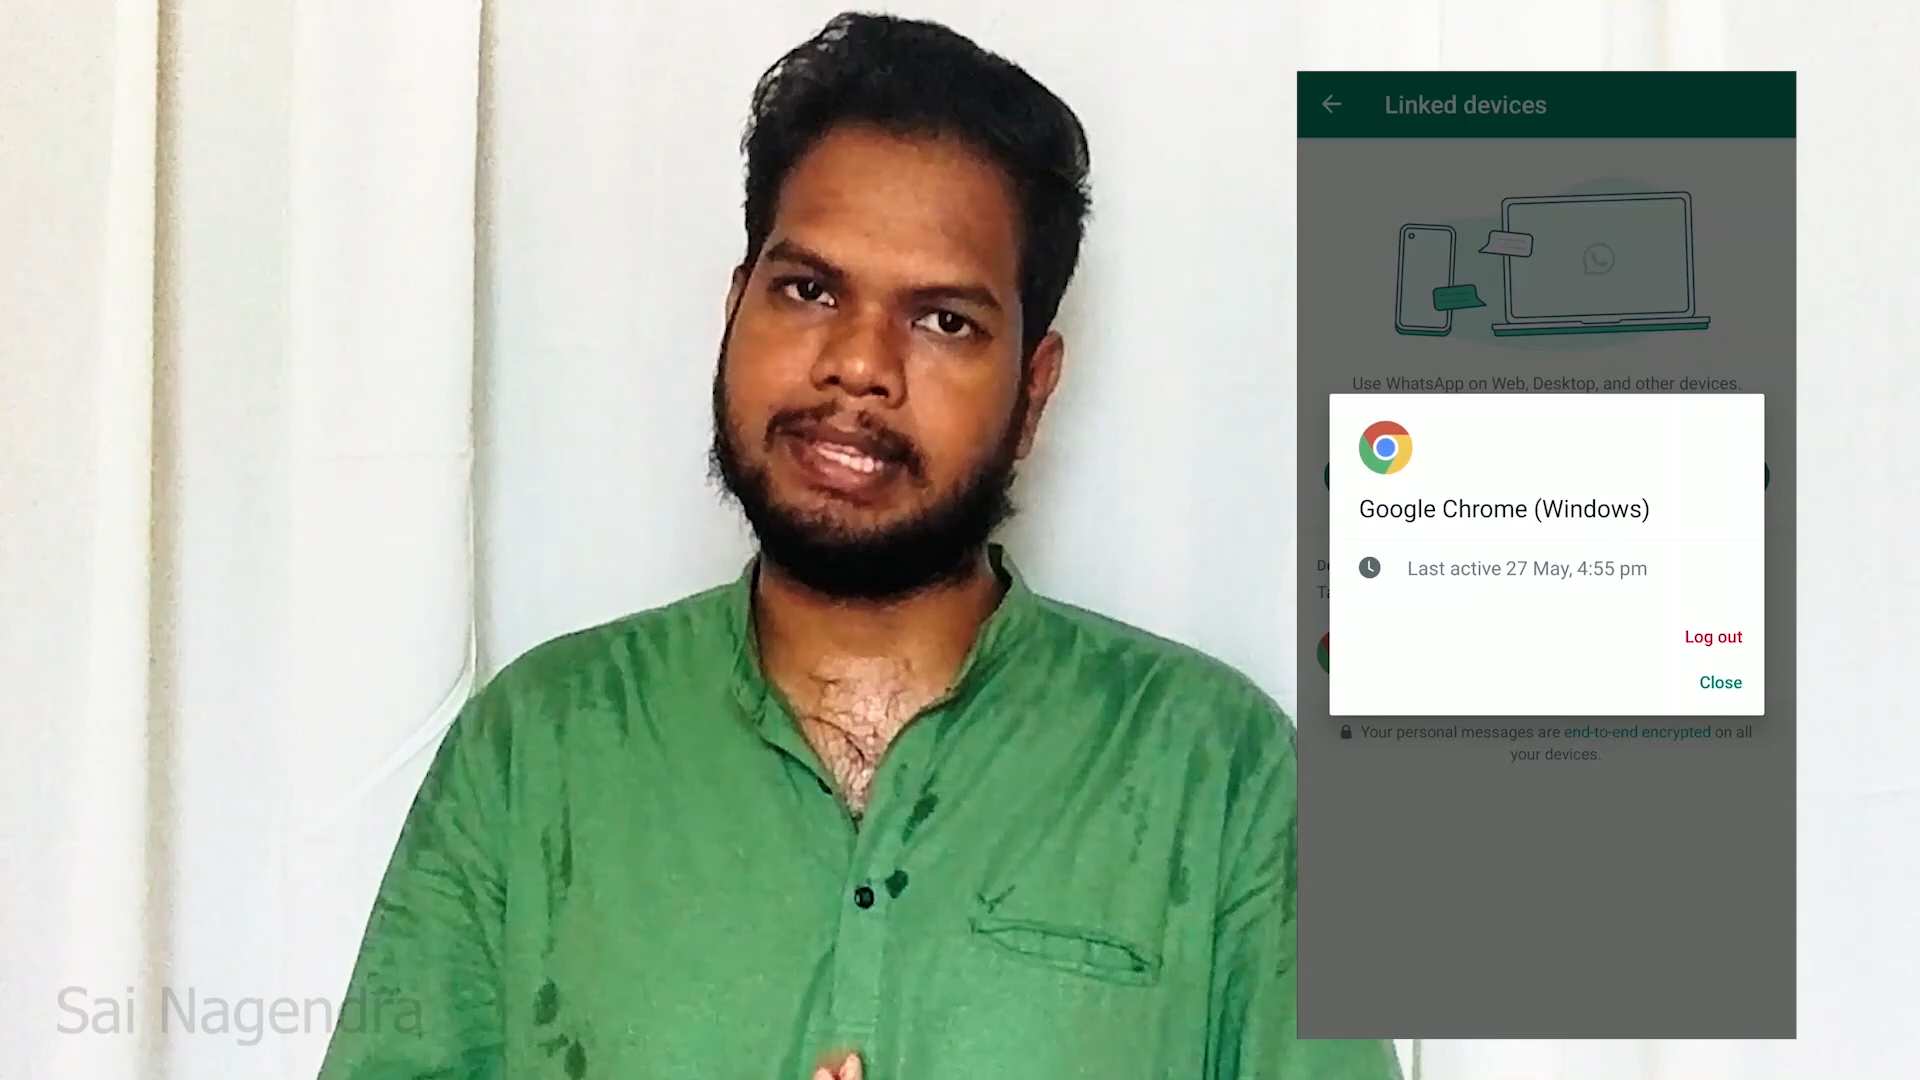 Linked devices
Use WhatsApp on Web, Desktop, and other devices.
Google Chrome (Windows)
Last active 27 May, 4:55 pm
Log out
Close
Your personal messages are end-to-end encrypted on all
your devices.
Sai Nagendra